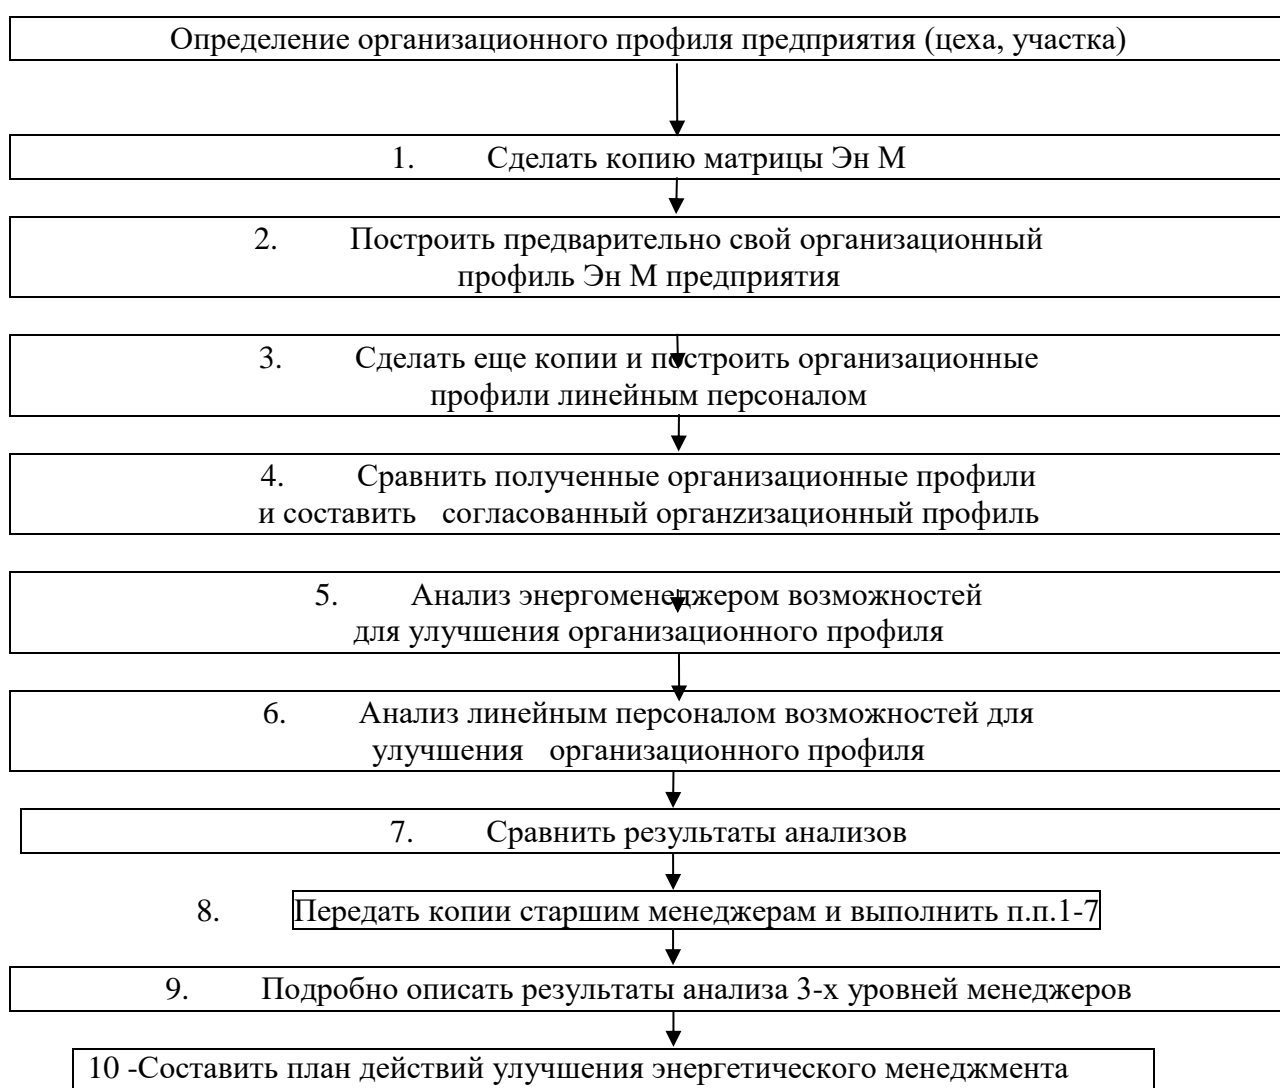 Определение организационного профиля предприятия (цеха, участка)
1. Сделать копию матрицы Эн М
2. Построить предварительно свой организационный
профиль Эн М предприятия
3. Сделать еще копии и построить организационные
профили линейным персоналом
4. Сравнить полученные организационные профили
и составить согласованный органzизационный профиль
5. Анализ энергоменеджером возможностей
для улучшения организационного профиля
6. Анализ линейным персоналом возможностей для
улучшения организационного профиля
7. Сравнить результаты анализов
8. Передать копии старшим менеджерам и выполнить п.п.1-7
9. Подробно описать результаты анализа 3-х уровней менеджеров
10 -Составить план действий улучшения энергетического менеджмента